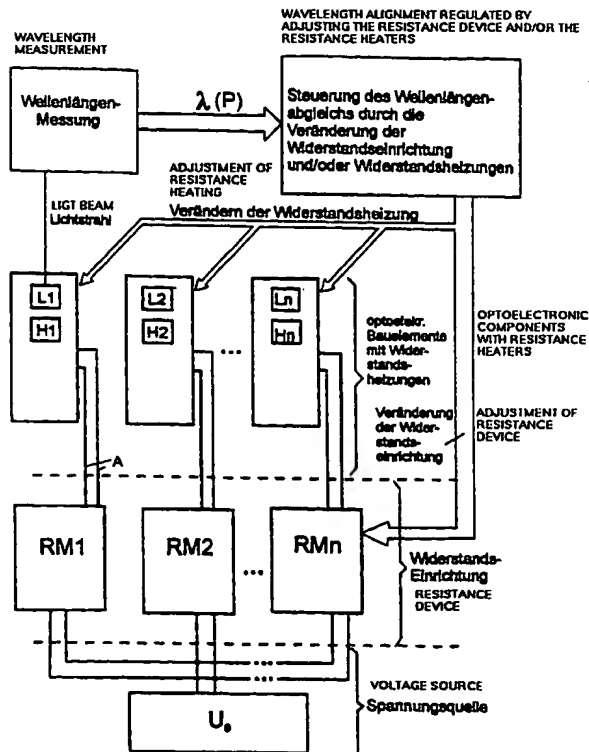 WAVELENGTH ALIGNMENT REGULATED BY
ADJUSTING THE RESISTANCE DEVICE AND/OR THE
RESISTANCE HEATERS
WAVELENGTH
MEASUREMENT
Wellenlängen-
Messung
λ (P)
Steuerung des Wellenlängen-
abgleichs durch die
Veränderung der
Widerstandseinrichtung
und/oder Widerstandsheizungen
ADJUSTMENT OF
RESISTANCE
HEATING
Verändern der Widerstandsheizung
LIGT BEAM
Lichtstrahl
L1
H1
L2
H2
...
Ln
Hn
optoelekr.
Bauelemente
mit Wider-
stands-
heizungen
OPTOELECTRONIC
COMPONENTS
WITH RESISTANCE
HEATERS
Veränderung
der Wider-
stands-
einrichtung
ADJUSTMENT OF
RESISTANCE
DEVICE
A
RM1
RM2
...
RMn
Widerstands-
Einrichtung
RESISTANCE
DEVICE
...
...
VOLTAGE SOURCE
Spannungsquelle